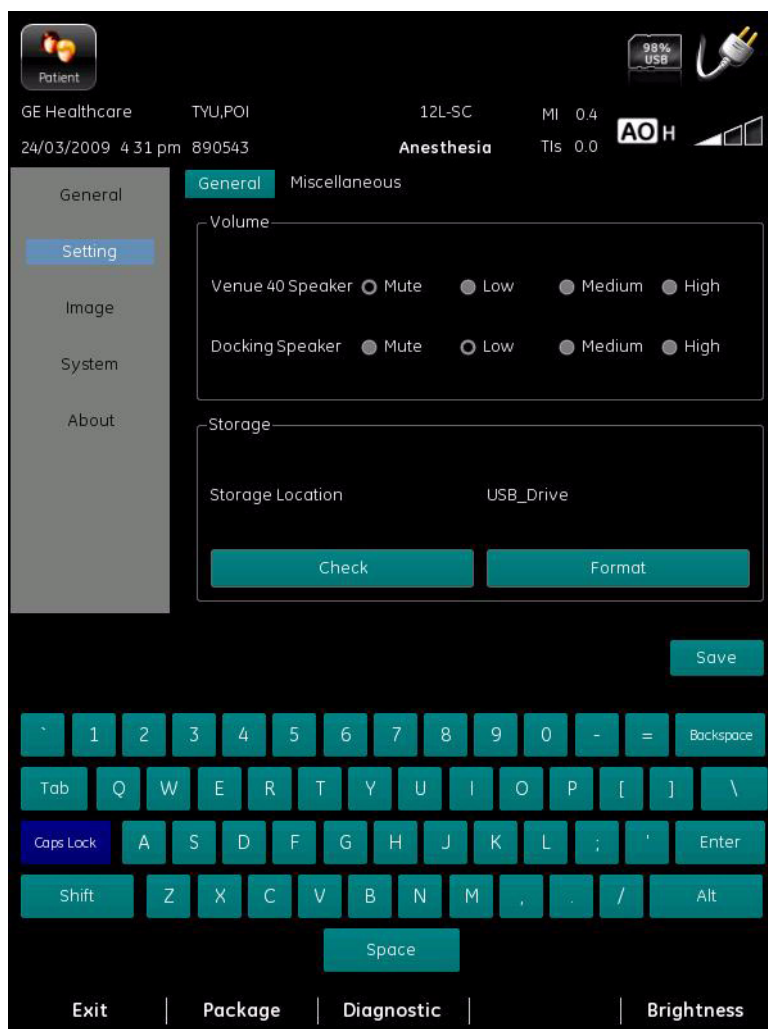 98%
USB
Patient
GE Healthcare TYU,POI 12L-SC MI 0.4
AO H
24/03/2009 4 31 pm 890543 Anesthesia TIs 0.0
General
Setting
Image
System
About
General Miscellaneous
Volume
Venue 40 Speaker Mute Low Medium High
Docking Speaker Mute Low Medium High
Storage
Storage Location USB_Drive
Check Format
Save
` 1 2 3 4 5 6 7 8 9 0 - = Backspace
Tab Q W E R T Y U I O P [ ] \
Caps Lock A S D F G H J K L ; ' Enter
Shift Z X C V B N M , . / Alt
Space
Exit Package Diagnostic Brightness